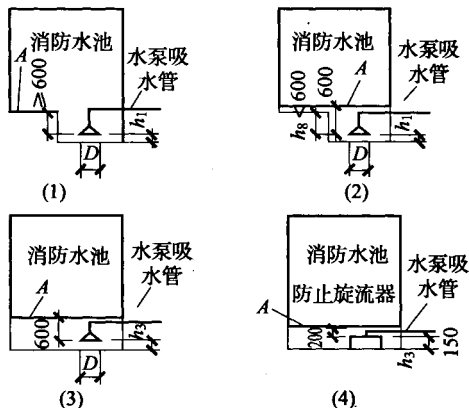 消防水池
水泵吸
水管
A
≥600
h₁
D
(1)
消防水池
水泵吸
水管
A
<600
600
h₈
h₁
D
(2)
消防水池
水泵吸
水管
A
600
h₃
D
(3)
消防水池
防止旋流器
水泵吸
水管
A
200
h₃
150
(4)